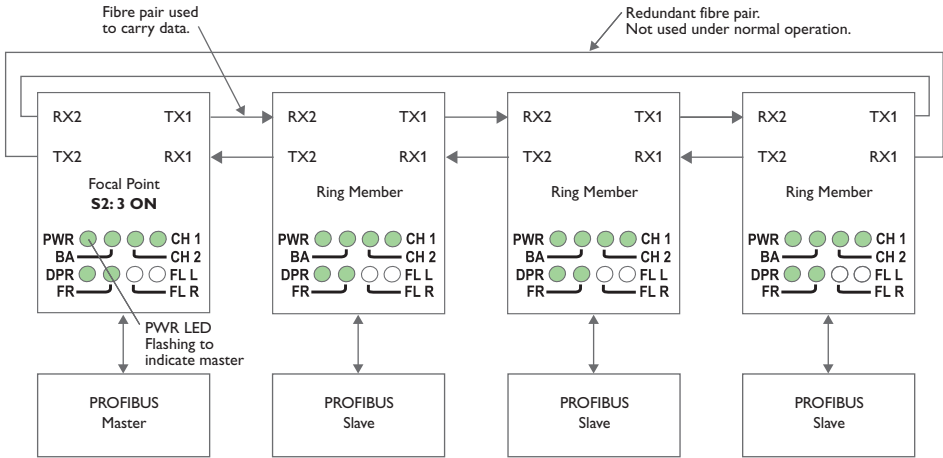 Fibre pair used
to carry data.
Redundant fibre pair.
Not used under normal operation.
RX2 TX1
TX2 RX1
Focal Point
S2: 3 ON
PWR CH 1
BA CH 2
DPR FL L
FR FL R
PWR LED
Flashing to
indicate master
PROFIBUS
Master
RX2 TX1
TX2 RX1
Ring Member
PWR CH 1
BA CH 2
DPR FL L
FR FL R
PROFIBUS
Slave
RX2 TX1
TX2 RX1
Ring Member
PWR CH 1
BA CH 2
DPR FL L
FR FL R
PROFIBUS
Slave
RX2 TX1
TX2 RX1
Ring Member
PWR CH 1
BA CH 2
DPR FL L
FR FL R
PROFIBUS
Slave